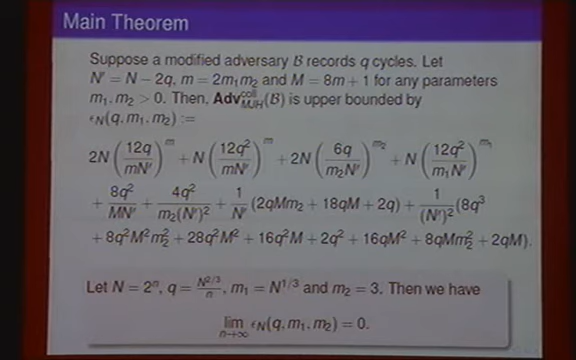 Main Theorem
Suppose a modified adversary B records q cycles. Let
N′ = N − 2q, m = 2m₁m₂ and M = 8m + 1 for any parameters
m₁, m₂ > 0. Then, Adv^{coll}_{MJH}(B) is upper bounded by
ϵ_N(q, m₁, m₂) :=
2N (12q / mN′)^m + N (12q² / mN′)^m + 2N (6q / m₂N′)^{m₂} + N (12q² / m₁N′)^{m₁}
+ 8q² / MN′ + 4q² / m₂(N′)² + 1 / N′ (2qMm₂ + 18qM + 2q) + 1 / (N′)² (8q³
+ 8q²M²m₂² + 28q²M² + 16q²M + 2q² + 16qM² + 8qMm₂² + 2qM).
Let N = 2ⁿ, q = N^{2/3} / n, m₁ = N^{1/3} and m₂ = 3. Then we have
lim_{n→∞} ϵ_N(q, m₁, m₂) = 0.